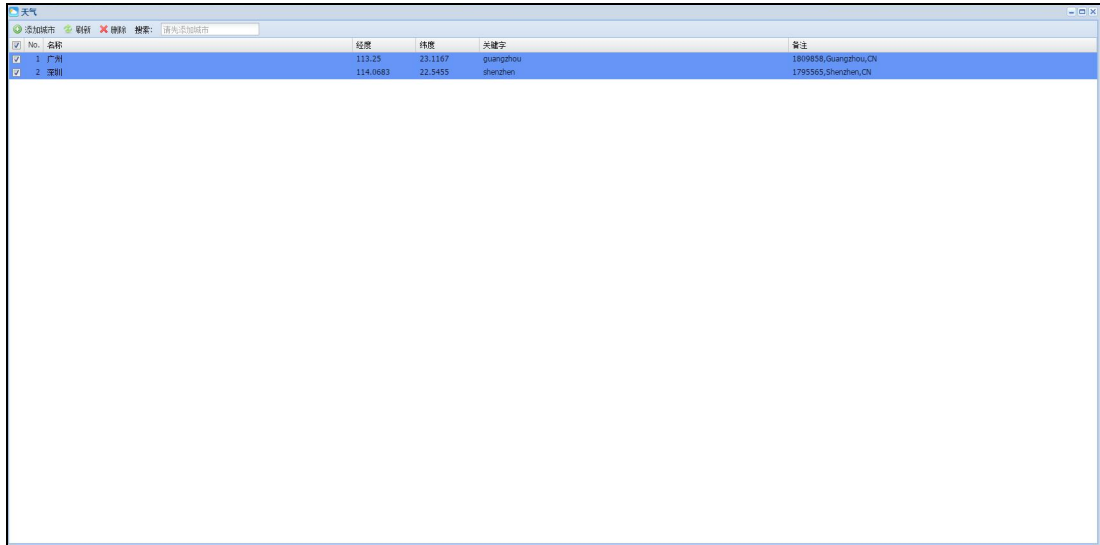 天气
添加城市 刷新 删除 搜索: 请先添加城市
No. 名称 经度 纬度 关键字 备注
1 广州 113.25 23.1167 guangzhou 1809858,Guangzhou,CN
2 深圳 114.0683 22.5455 shenzhen 1795565,Shenzhen,CN